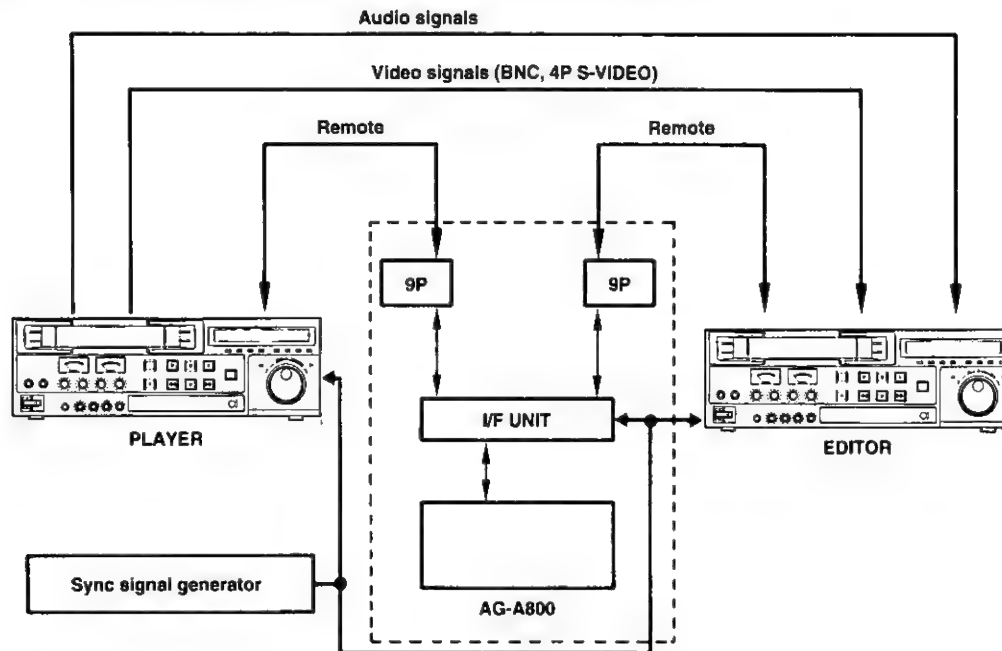 Audio signals
Video signals (BNC, 4P S-VIDEO)
Remote
Remote
9P
9P
I/F UNIT
PLAYER
EDITOR
Sync signal generator
AG-A800